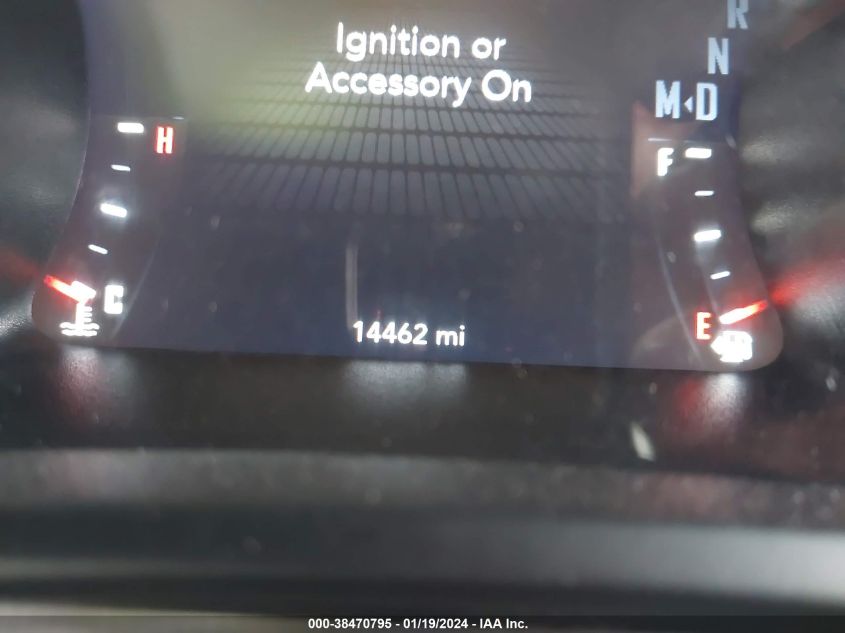 Ignition or
Accessory On
R
N
M D
H
F
C
E
14462 mi
000-38470795 - 01/19/2024 - IAA Inc.